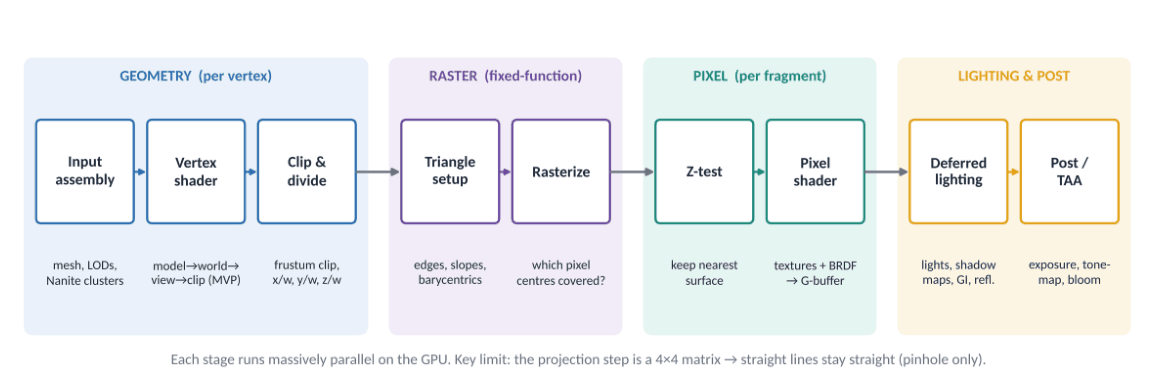 GEOMETRY (per vertex)
RASTER (fixed-function)
PIXEL (per fragment)
LIGHTING & POST
Input
assembly
Vertex
shader
Clip &
divide
Triangle
setup
Rasterize
Z-test
Pixel
shader
Deferred
lighting
Post /
TAA
mesh, LODs,
Nanite clusters
model→world→
view→clip (MVP)
frustum clip,
x/w, y/w, z/w
edges, slopes,
barycentrics
which pixel
centres covered?
keep nearest
surface
textures + BRDF
→ G-buffer
lights, shadow
maps, GI, refl.
exposure, tone-
map, bloom
Each stage runs massively parallel on the GPU. Key limit: the projection step is a 4×4 matrix → straight lines stay straight (pinhole only).